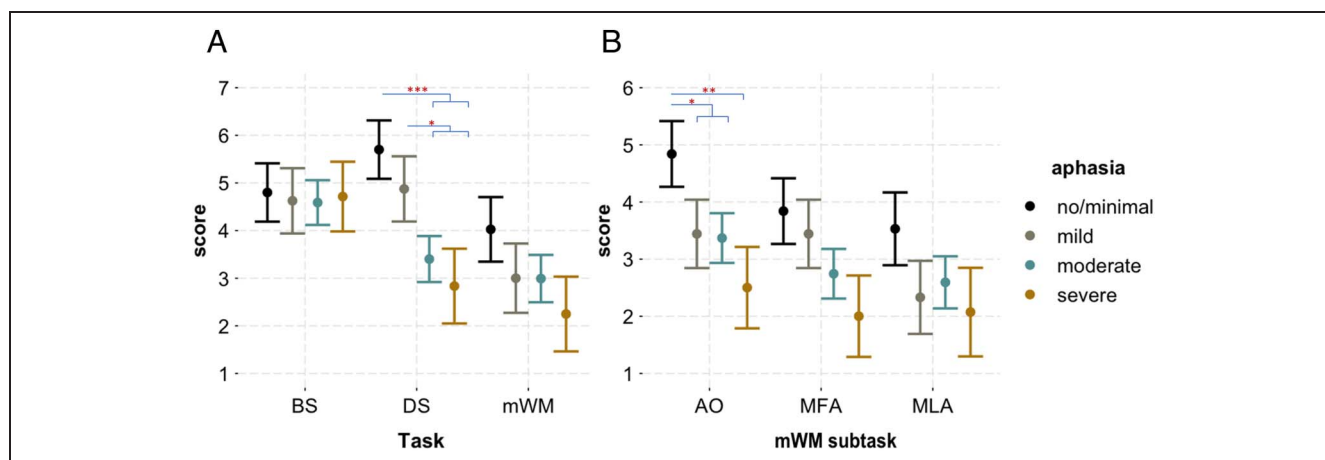 A
7
6
5
4
3
2
1
score
***
*
BS DS mWM
Task
B
6
5
4
3
2
1
score
**
*
AO MFA MLA
mWM subtask
aphasia
no/minimal
mild
moderate
severe